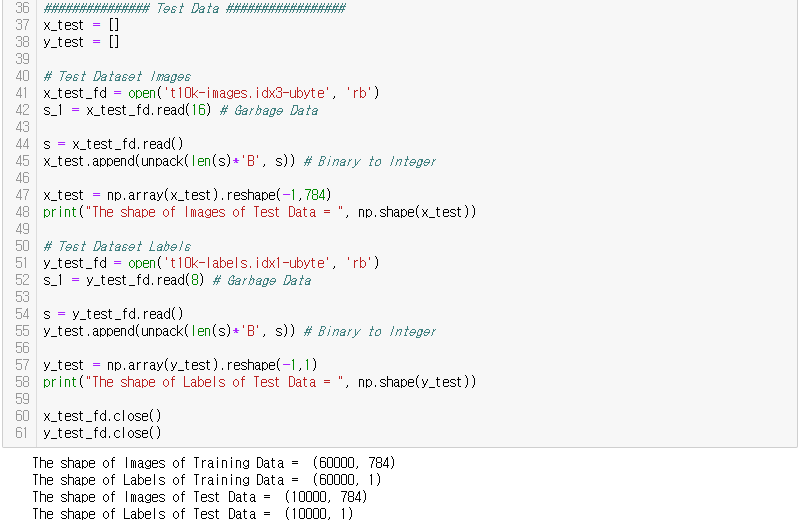 36 ############### Test Data #################
37 x_test = []
38 y_test = []
39
40 # Test Dataset Images
41 x_test_fd = open('t10k-images.idx3-ubyte', 'rb')
42 s_1 = x_test_fd.read(16) # Garbage Data
43
44 s = x_test_fd.read()
45 x_test.append(unpack(len(s)*'B', s)) # Binary to Integer
46
47 x_test = np.array(x_test).reshape(-1,784)
48 print("The shape of Images of Test Data = ", np.shape(x_test))
49
50 # Test Dataset Labels
51 y_test_fd = open('t10k-labels.idx1-ubyte', 'rb')
52 s_1 = y_test_fd.read(8) # Garbage Data
53
54 s = y_test_fd.read()
55 y_test.append(unpack(len(s)*'B', s)) # Binary to Integer
56
57 y_test = np.array(y_test).reshape(-1,1)
58 print("The shape of Labels of Test Data = ", np.shape(y_test))
59
60 x_test_fd.close()
61 y_test_fd.close()
The shape of Images of Training Data =  (60000, 784)
The shape of Labels of Training Data =  (60000, 1)
The shape of Images of Test Data =  (10000, 784)
The shape of Labels of Test Data =  (10000, 1)